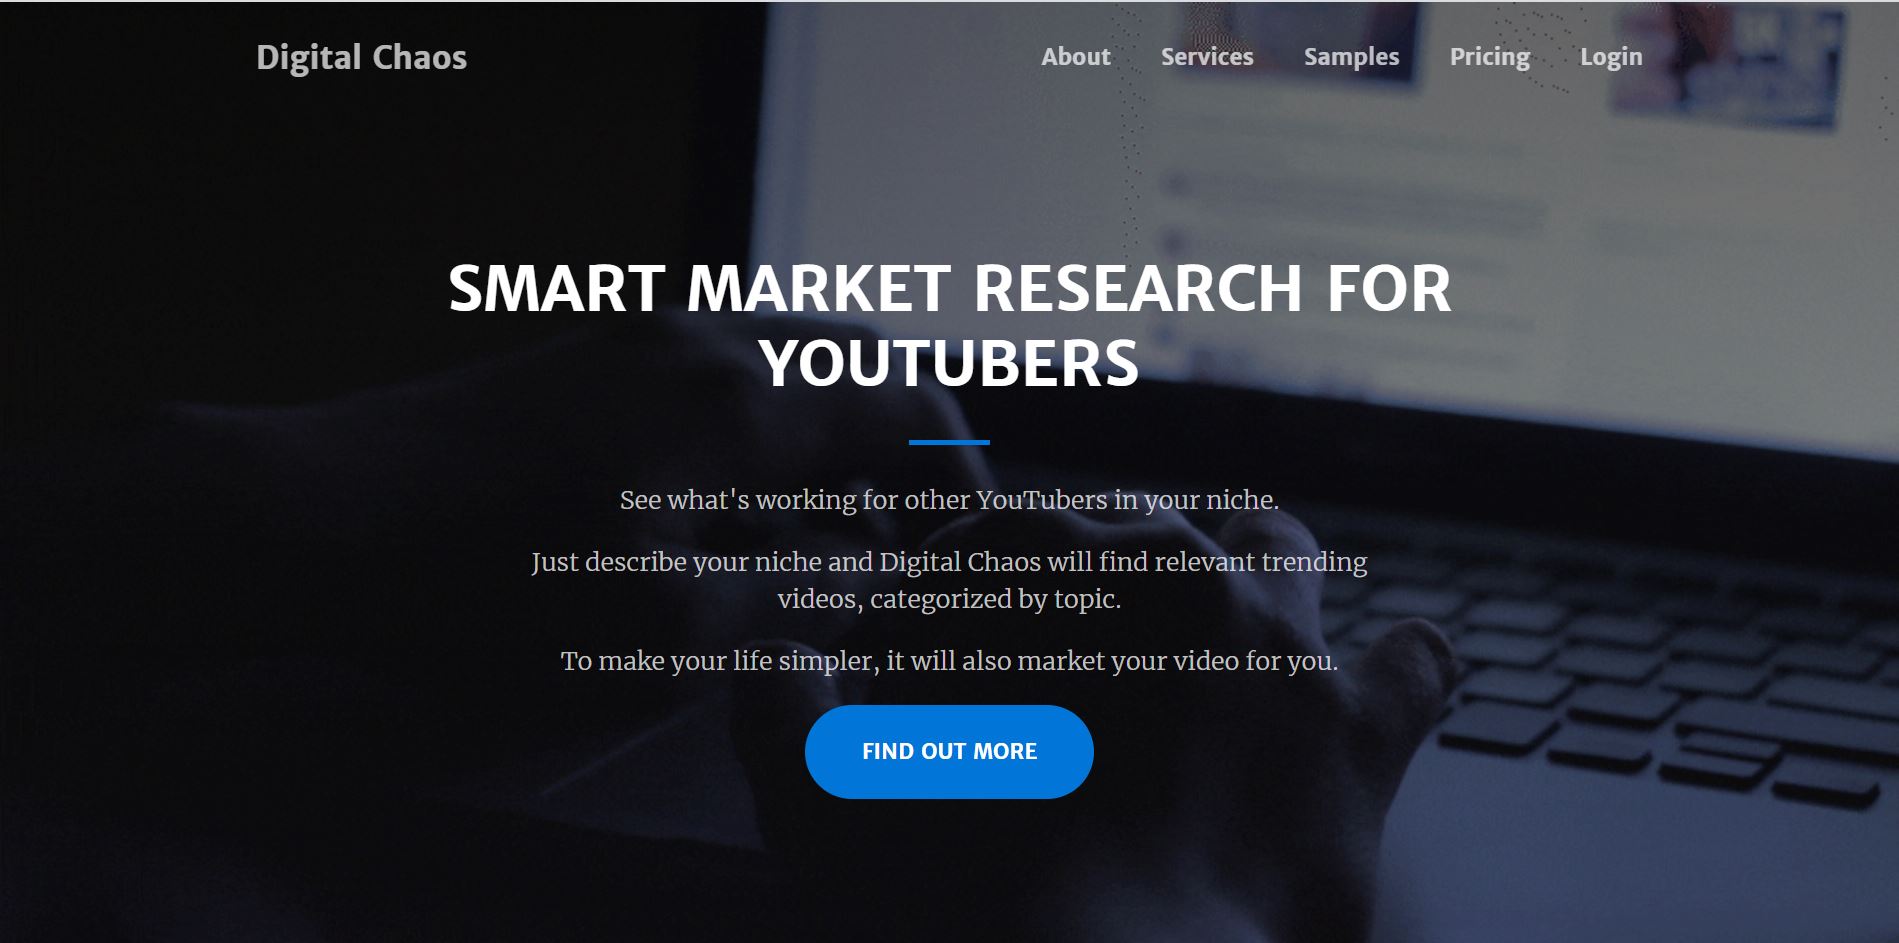 Digital Chaos
About Services Samples Pricing Login
SMART MARKET RESEARCH FOR
YOUTUBERS
See what's working for other YouTubers in your niche.
Just describe your niche and Digital Chaos will find relevant trending
videos, categorized by topic.
To make your life simpler, it will also market your video for you.
FIND OUT MORE